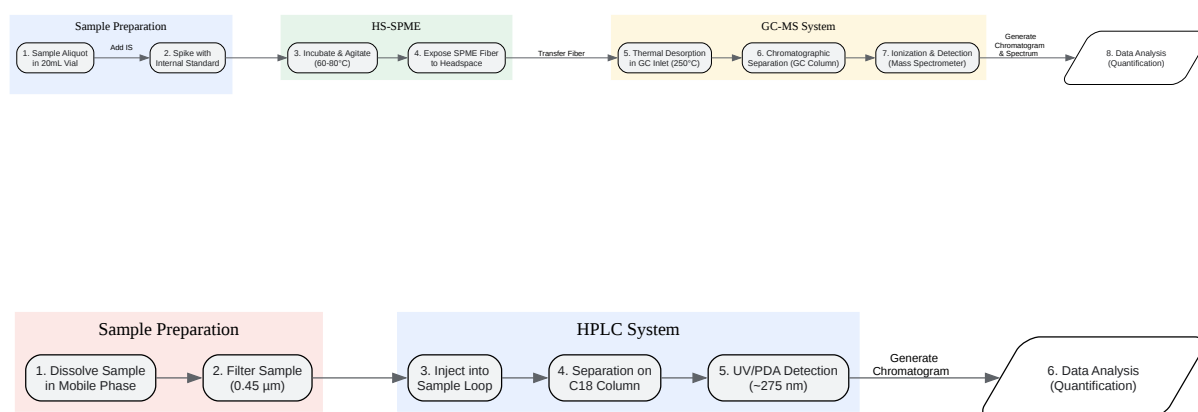 Sample Preparation
1. Sample Aliquot
in 20mL Vial
Add IS
2. Spike with
Internal Standard
HS-SPME
3. Incubate & Agitate
(60-80°C)
4. Expose SPME Fiber
to Headspace
Transfer Fiber
GC-MS System
5. Thermal Desorption
in GC Inlet (250°C)
6. Chromatographic
Separation (GC Column)
7. Ionization & Detection
(Mass Spectrometer)
Generate
Chromatogram
& Spectrum
8. Data Analysis
(Quantification)
Sample Preparation
1. Dissolve Sample
in Mobile Phase
2. Filter Sample
(0.45 µm)
HPLC System
3. Inject into
Sample Loop
4. Separation on
C18 Column
5. UV/PDA Detection
(~275 nm)
Generate
Chromatogram
6. Data Analysis
(Quantification)